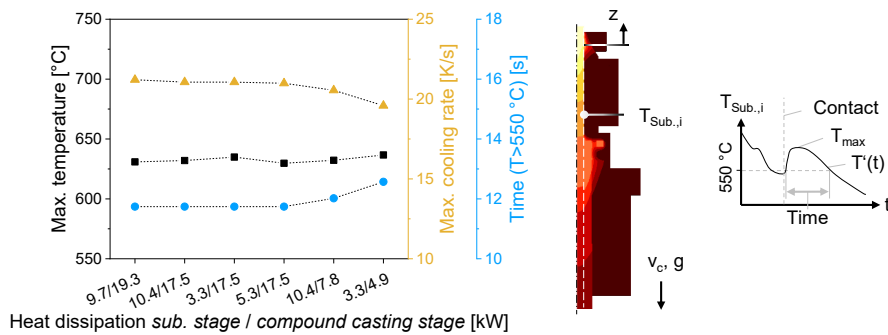 750
700
650
600
550
Max. temperature [°C]
25
20
15
10
Max. cooling rate [K/s]
18
16
14
12
10
Time (T>550 °C) [s]
9.7/19.3
10.4/17.5
3.3/17.5
5.3/17.5
10.4/7.8
3.3/4.9
Heat dissipation sub. stage / compound casting stage [kW]
z
T_Sub.,i
v_c, g
T_Sub.,i
Contact
T_max
T'(t)
550 °C
Time
t